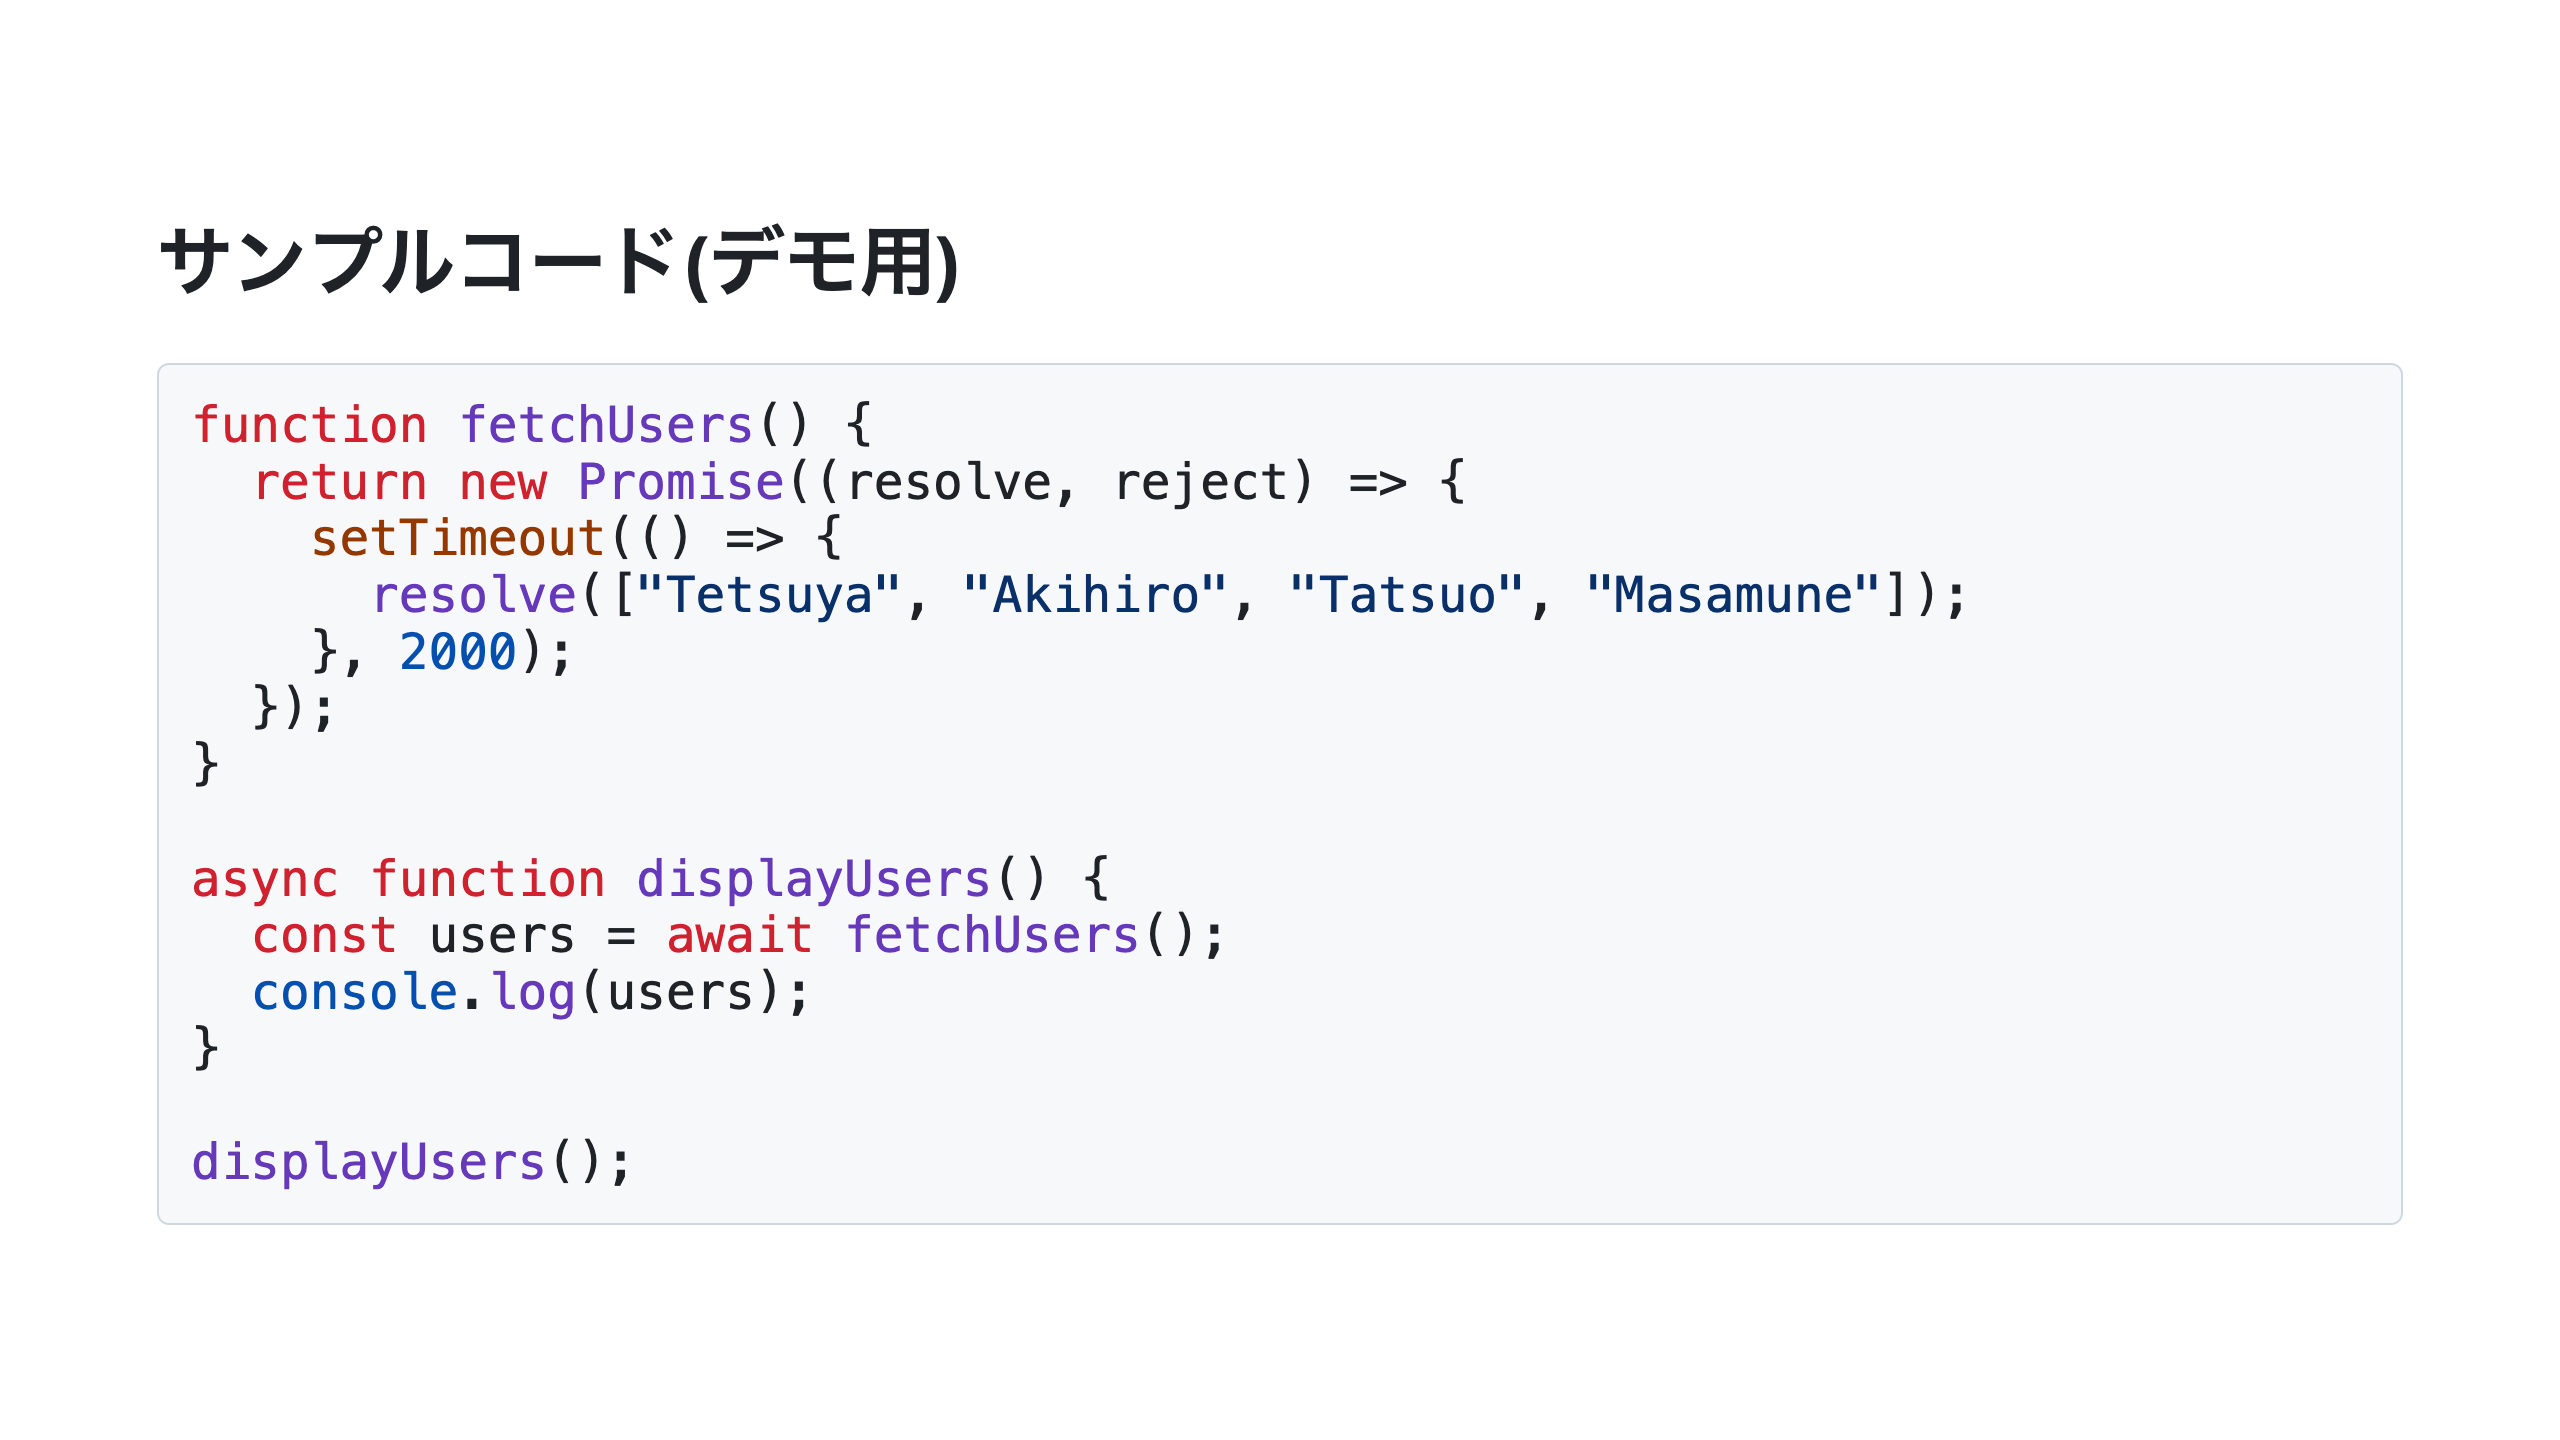 サンプルコード(デモ用)
function fetchUsers() {
  return new Promise((resolve, reject) => {
    setTimeout(() => {
      resolve(["Tetsuya", "Akihiro", "Tatsuo", "Masamune"]);
    }, 2000);
  });
}

async function displayUsers() {
  const users = await fetchUsers();
  console.log(users);
}

displayUsers();